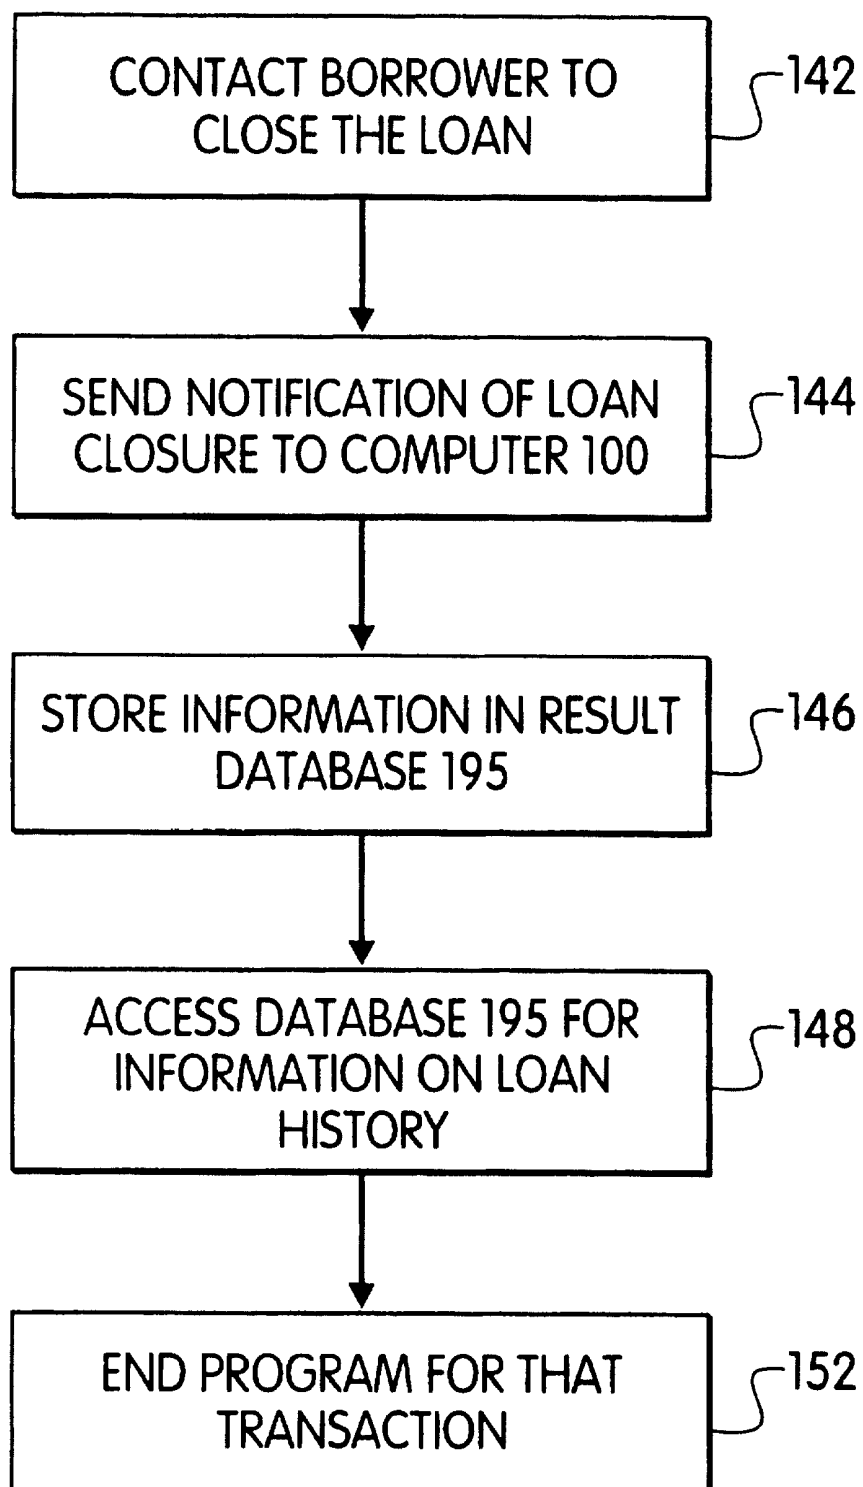 CONTACT BORROWER TO
CLOSE THE LOAN
142
SEND NOTIFICATION OF LOAN
CLOSURE TO COMPUTER 100
144
STORE INFORMATION IN RESULT
DATABASE 195
146
ACCESS DATABASE 195 FOR
INFORMATION ON LOAN
HISTORY
148
END PROGRAM FOR THAT
TRANSACTION
152